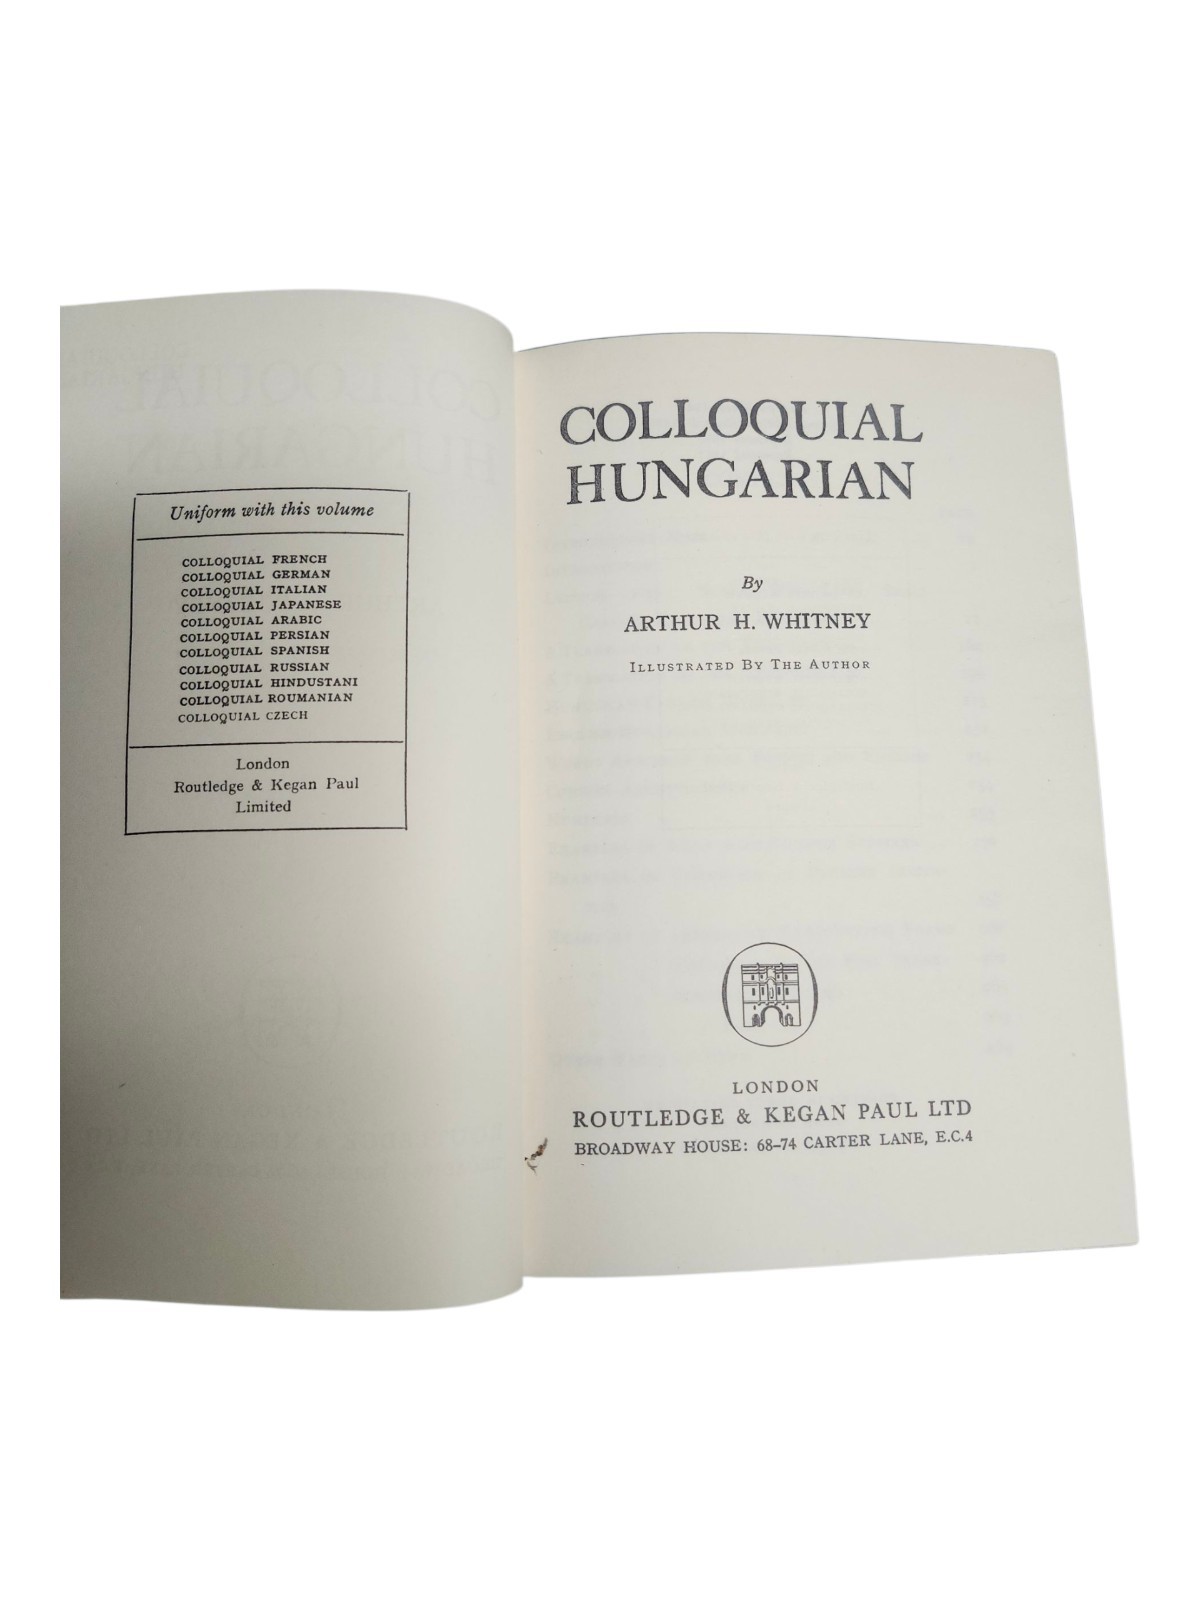 Uniform with this volume
COLLOQUIAL FRENCH
COLLOQUIAL GERMAN
COLLOQUIAL ITALIAN
COLLOQUIAL JAPANESE
COLLOQUIAL ARABIC
COLLOQUIAL PERSIAN
COLLOQUIAL SPANISH
COLLOQUIAL RUSSIAN
COLLOQUIAL HINDUSTANI
COLLOQUIAL ROUMANIAN
COLLOQUIAL CZECH
London
Routledge & Kegan Paul
Limited
COLLOQUIAL
HUNGARIAN
By
ARTHUR H. WHITNEY
ILLUSTRATED BY THE AUTHOR
LONDON
ROUTLEDGE & KEGAN PAUL LTD
BROADWAY HOUSE: 68–74 CARTER LANE, E.C.4